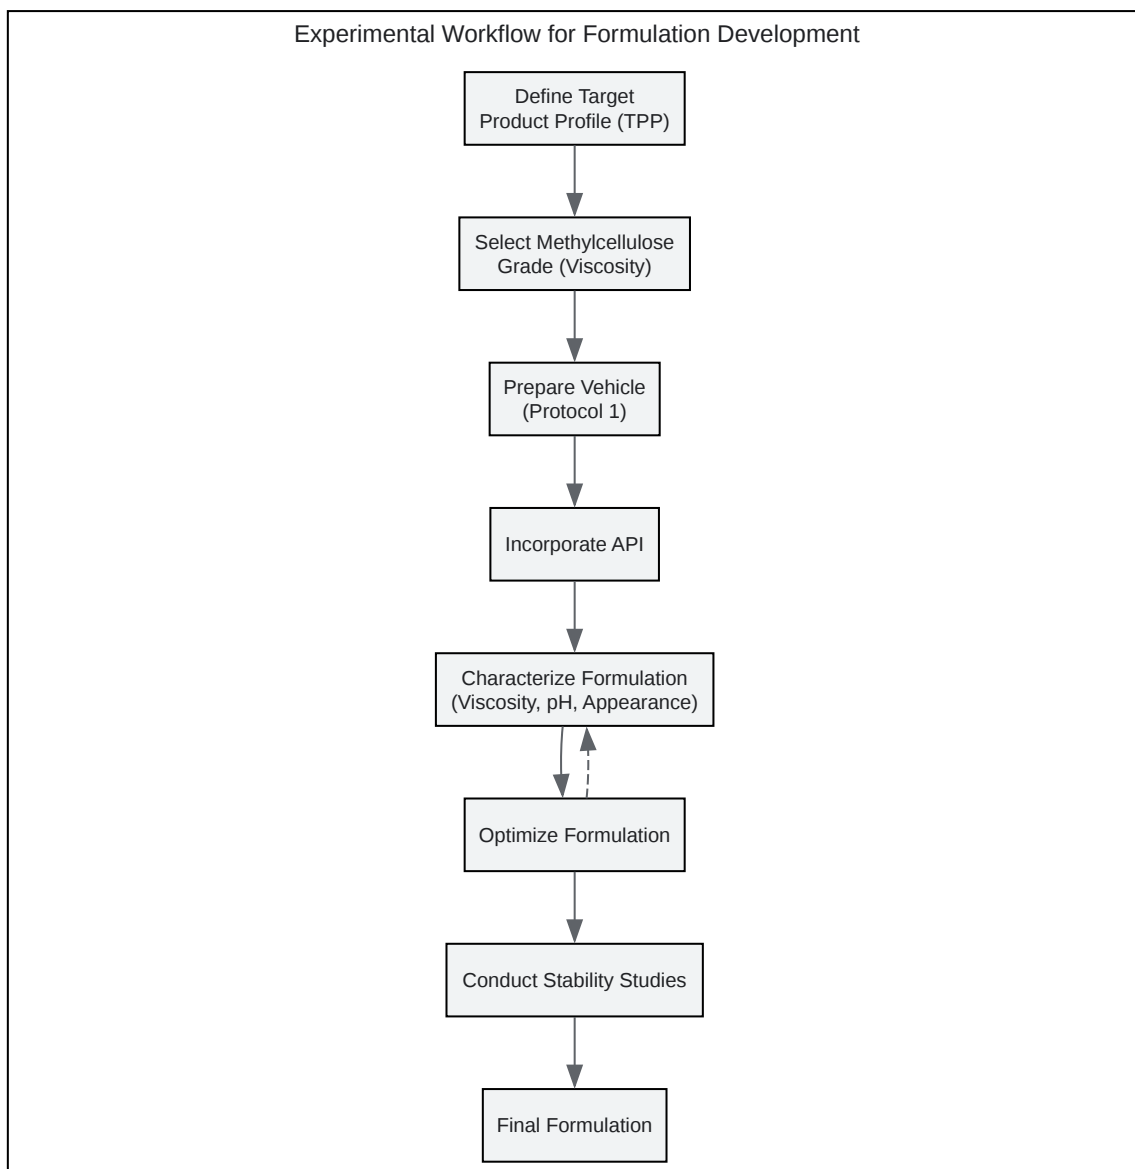 Experimental Workflow for Formulation Development
Define Target
Product Profile (TPP)
Select Methylcellulose
Grade (Viscosity)
Prepare Vehicle
(Protocol 1)
Incorporate API
Characterize Formulation
(Viscosity, pH, Appearance)
Optimize Formulation
Conduct Stability Studies
Final Formulation